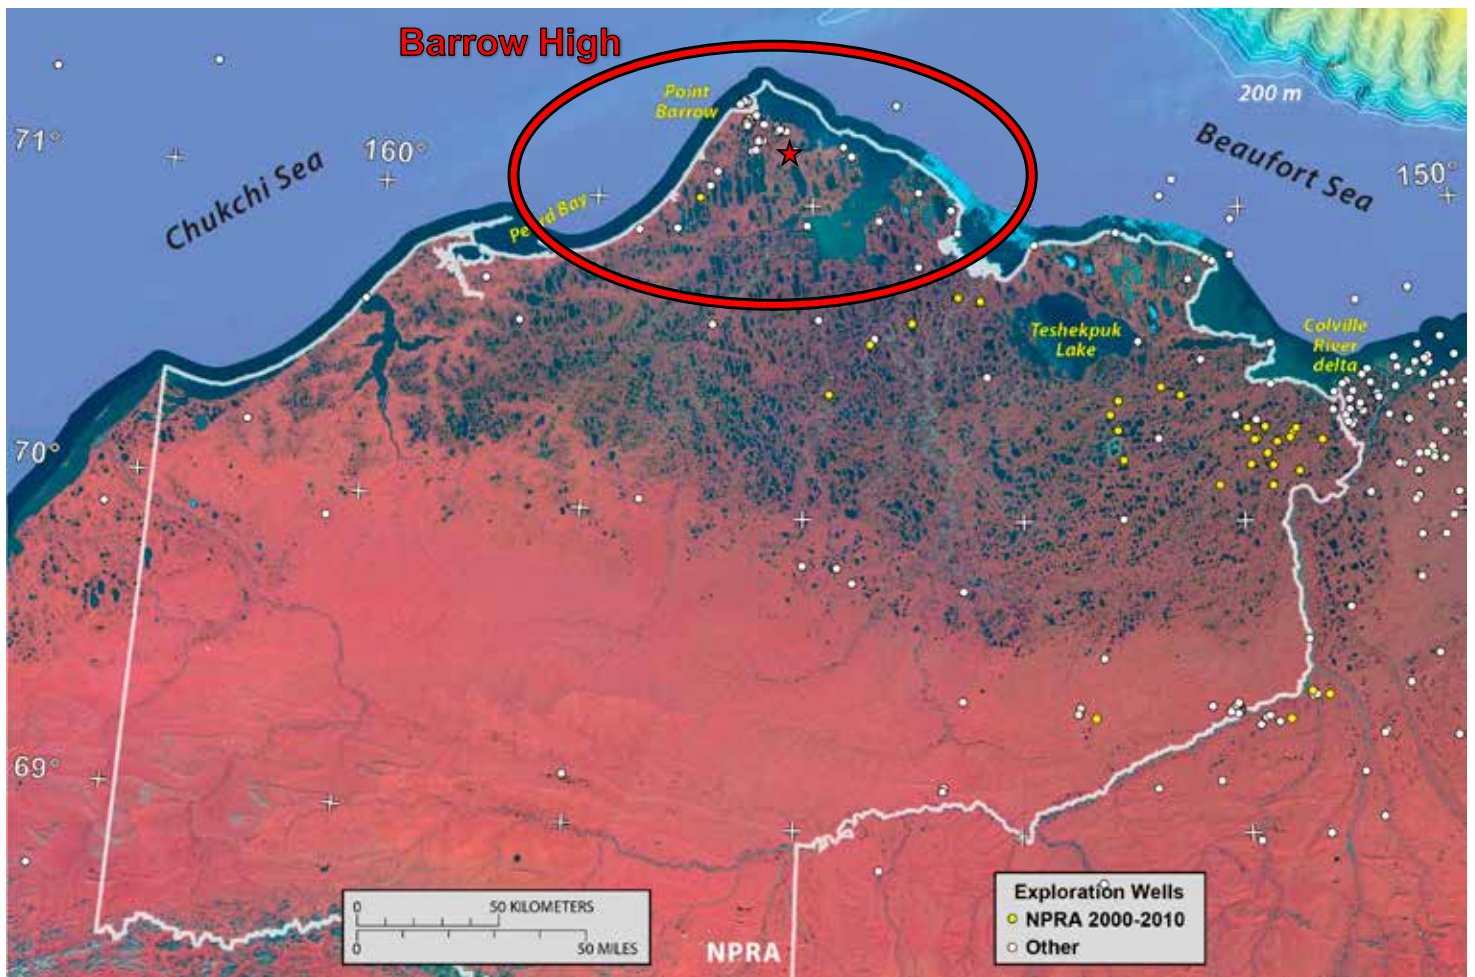 Barrow High
Point
Barrow
200 m
Beaufort Sea
71°
160°
150°
Chukchi Sea
Teshekpuk
Lake
Colville
River
delta
70°
69°
0 50 KILOMETERS
0 50 MILES
NPRA
Exploration Wells
NPRA 2000-2010
Other